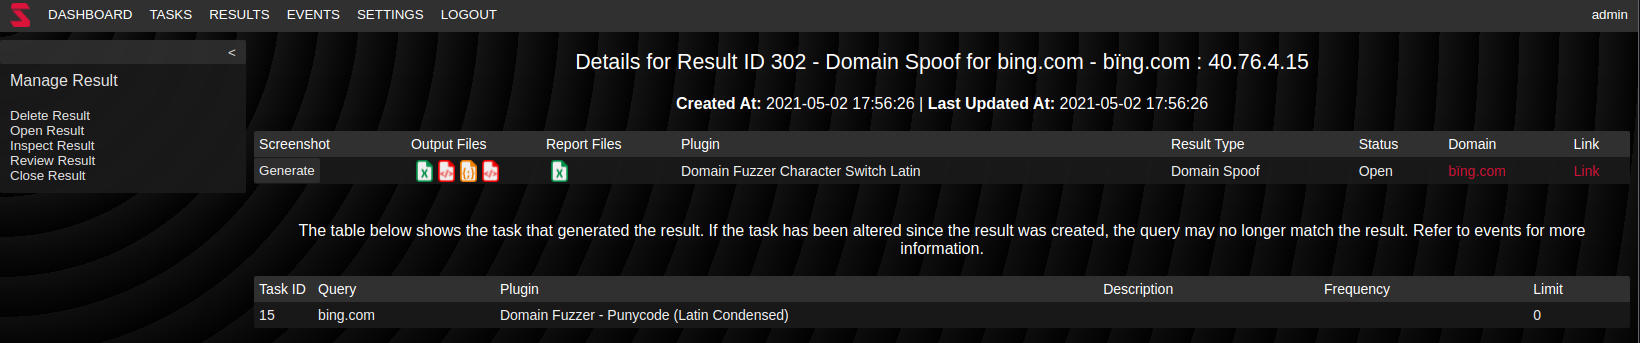 DASHBOARD TASKS RESULTS EVENTS SETTINGS LOGOUT admin
<
Manage Result
Delete Result
Open Result
Inspect Result
Review Result
Close Result
Details for Result ID 302 - Domain Spoof for bing.com - bïng.com : 40.76.4.15
Created At: 2021-05-02 17:56:26 | Last Updated At: 2021-05-02 17:56:26
Screenshot Output Files Report Files Plugin Result Type Status Domain Link
Generate Domain Fuzzer Character Switch Latin Domain Spoof Open bïng.com Link
The table below shows the task that generated the result. If the task has been altered since the result was created, the query may no longer match the result. Refer to events for more
information.
Task ID Query Plugin Description Frequency Limit
15 bing.com Domain Fuzzer - Punycode (Latin Condensed) 0